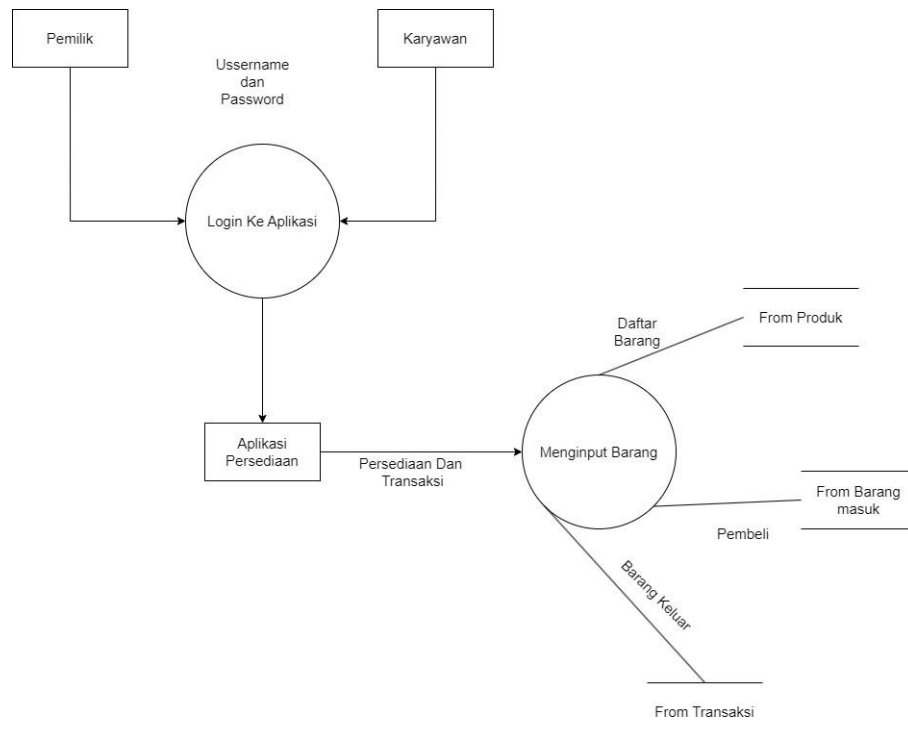 Pemilik
Karyawan
Ussername
dan
Password
Login Ke Aplikasi
Daftar
Barang
From Produk
Aplikasi
Persediaan
Persediaan Dan
Transaksi
Menginput Barang
From Barang
masuk
Pembeli
Barang Keluar
From Transaksi